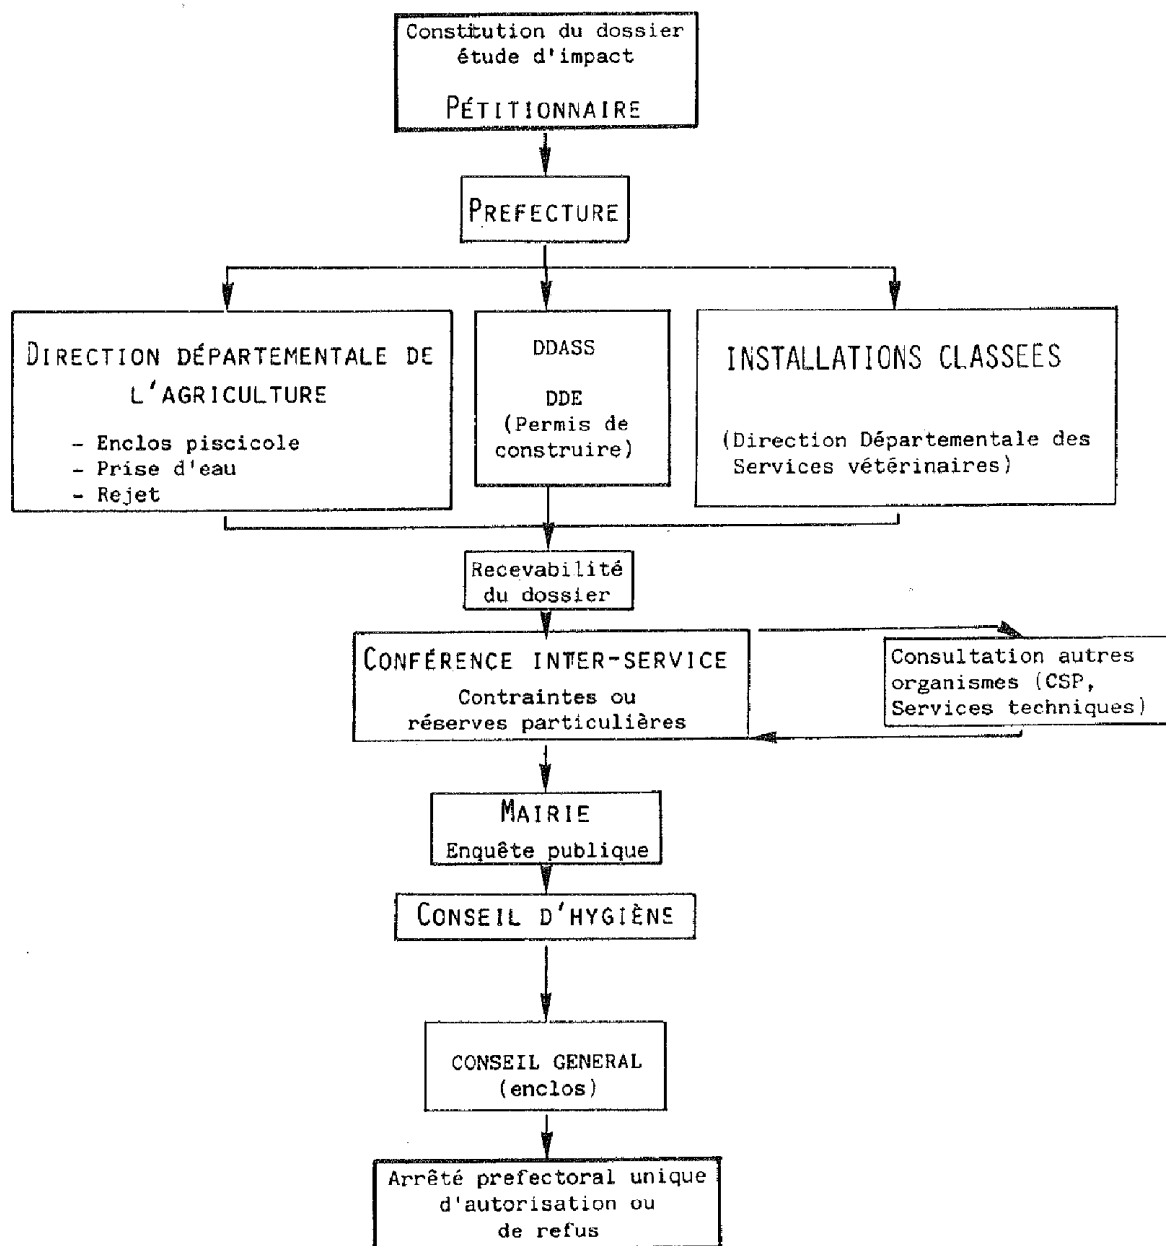 Constitution du dossier
étude d'impact
PÉTITIONNAIRE
PREFECTURE
DIRECTION DÉPARTEMENTALE DE
L'AGRICULTURE
- Enclos piscicole
- Prise d'eau
- Rejet
DDASS
DDE
(Permis de
construire)
INSTALLATIONS CLASSEES
(Direction Départementale des
Services vétérinaires)
Recevabilité
du dossier
CONFÉRENCE INTER-SERVICE
Contraintes ou
réserves particulières
Consultation autres
organismes (CSP,
Services techniques)
MAIRIE
Enquête publique
CONSEIL D'HYGIÈNE
CONSEIL GENERAL
(enclos)
Arrêté prefectoral unique
d'autorisation ou
de refus